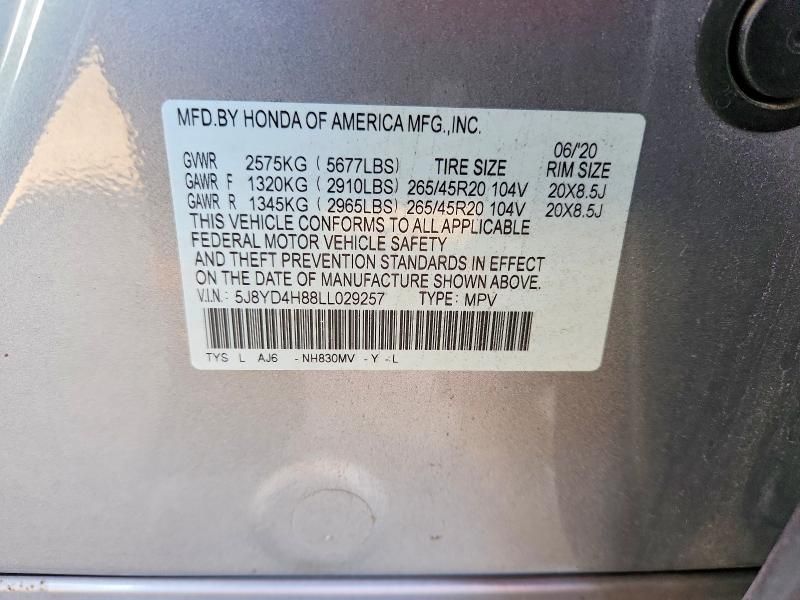 MFD.BY HONDA OF AMERICA MFG.,INC.
06/'20
GVWR 2575KG ( 5677LBS) TIRE SIZE RIM SIZE
GAWR F 1320KG ( 2910LBS) 265/45R20 104V 20X8.5J
GAWR R 1345KG ( 2965LBS) 265/45R20 104V 20X8.5J
THIS VEHICLE CONFORMS TO ALL APPLICABLE
FEDERAL MOTOR VEHICLE SAFETY
AND THEFT PREVENTION STANDARDS IN EFFECT
ON THE DATE OF MANUFACTURE SHOWN ABOVE.
V.I.N.: 5J8YD4H88LL029257 TYPE: MPV
TYS L AJ6 -NH830MV -Y -L